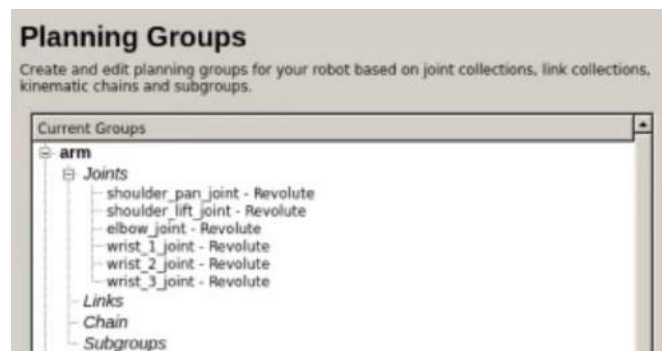 Planning Groups
Create and edit planning groups for your robot based on joint collections, link collections,
kinematic chains and subgroups.
Current Groups
arm
Joints
shoulder_pan_joint - Revolute
shoulder_lift_joint - Revolute
elbow_joint - Revolute
wrist_1_joint - Revolute
wrist_2_joint - Revolute
wrist_3_joint - Revolute
Links
Chain
Subgroups